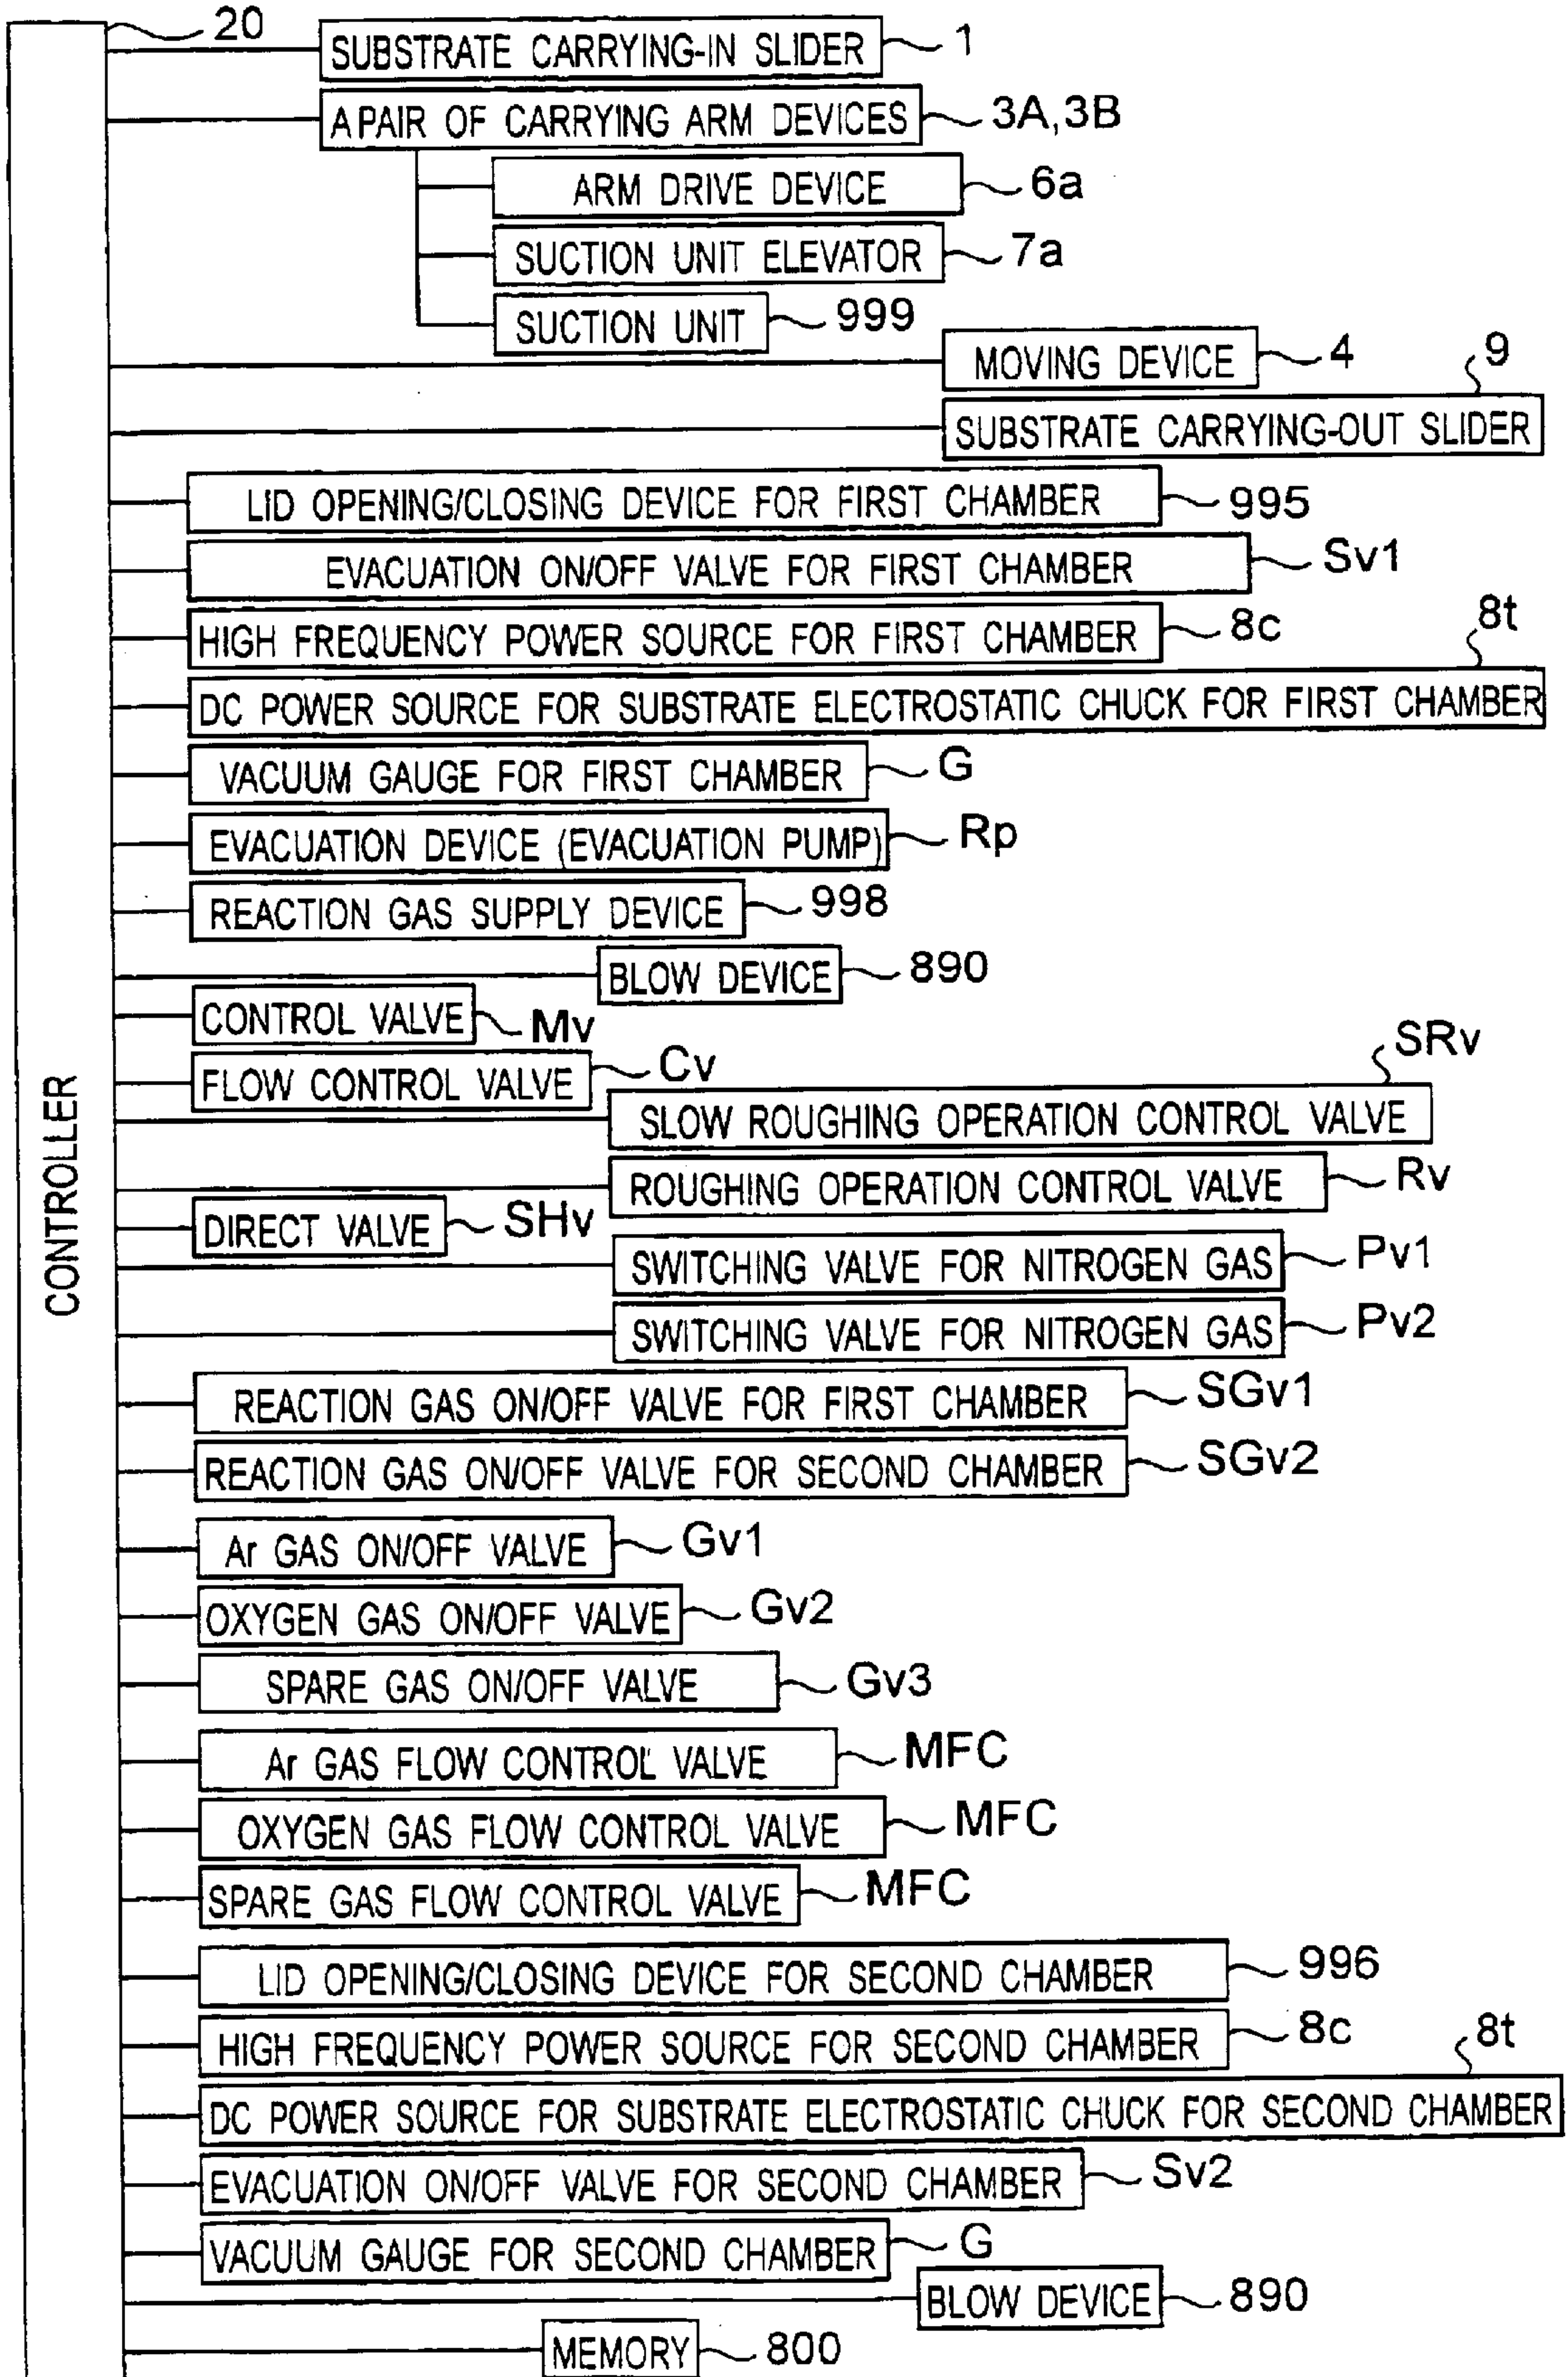 CONTROLLER
20
SUBSTRATE CARRYING-IN SLIDER 1
A PAIR OF CARRYING ARM DEVICES 3A,3B
ARM DRIVE DEVICE 6a
SUCTION UNIT ELEVATOR 7a
SUCTION UNIT 999
MOVING DEVICE 4
9
SUBSTRATE CARRYING-OUT SLIDER
LID OPENING/CLOSING DEVICE FOR FIRST CHAMBER 995
EVACUATION ON/OFF VALVE FOR FIRST CHAMBER Sv1
HIGH FREQUENCY POWER SOURCE FOR FIRST CHAMBER 8c
8t
DC POWER SOURCE FOR SUBSTRATE ELECTROSTATIC CHUCK FOR FIRST CHAMBER
VACUUM GAUGE FOR FIRST CHAMBER G
EVACUATION DEVICE (EVACUATION PUMP) Rp
REACTION GAS SUPPLY DEVICE 998
BLOW DEVICE 890
CONTROL VALVE Mv
FLOW CONTROL VALVE Cv
SRv
SLOW ROUGHING OPERATION CONTROL VALVE
ROUGHING OPERATION CONTROL VALVE Rv
DIRECT VALVE SHv
SWITCHING VALVE FOR NITROGEN GAS Pv1
SWITCHING VALVE FOR NITROGEN GAS Pv2
REACTION GAS ON/OFF VALVE FOR FIRST CHAMBER SGv1
REACTION GAS ON/OFF VALVE FOR SECOND CHAMBER SGv2
Ar GAS ON/OFF VALVE Gv1
OXYGEN GAS ON/OFF VALVE Gv2
SPARE GAS ON/OFF VALVE Gv3
Ar GAS FLOW CONTROL VALVE MFC
OXYGEN GAS FLOW CONTROL VALVE MFC
SPARE GAS FLOW CONTROL VALVE MFC
LID OPENING/CLOSING DEVICE FOR SECOND CHAMBER 996
HIGH FREQUENCY POWER SOURCE FOR SECOND CHAMBER 8c
8t
DC POWER SOURCE FOR SUBSTRATE ELECTROSTATIC CHUCK FOR SECOND CHAMBER
EVACUATION ON/OFF VALVE FOR SECOND CHAMBER Sv2
VACUUM GAUGE FOR SECOND CHAMBER G
BLOW DEVICE 890
MEMORY 800